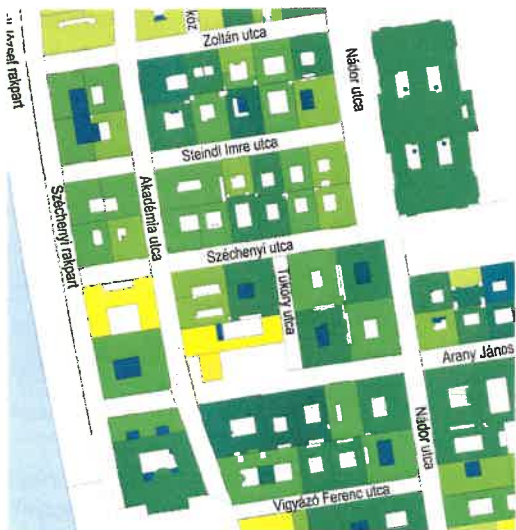 József rakpart
köz
Zoltán utca
Nádor utca
Steindl Imre utca
Széchenyi rakpart
Akadémia utca
Széchenyi utca
Tüköry utca
Arany János
Nádor utca
Vigyázó Ferenc utca